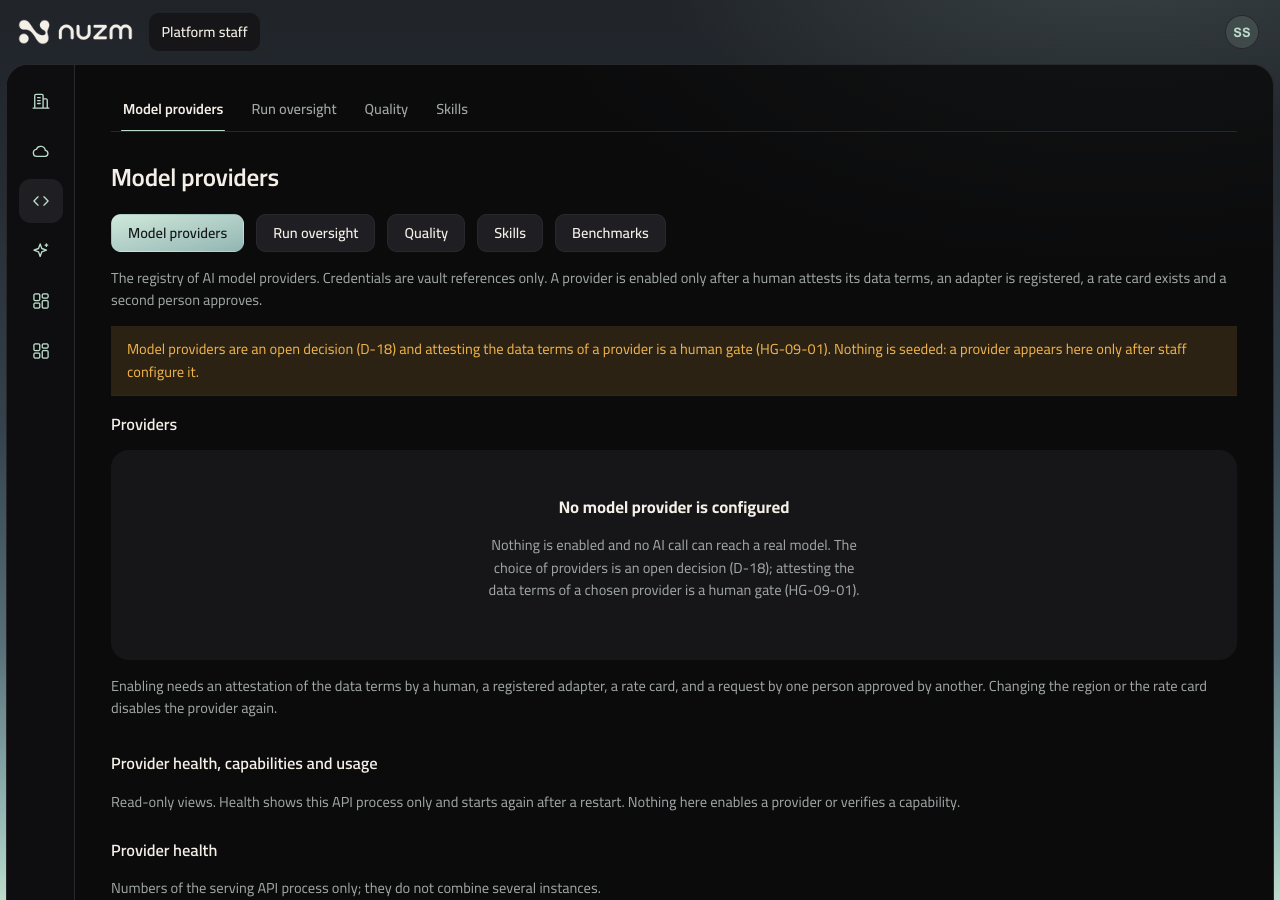 nuzm
Platform staff
SS
Model providers
Run oversight
Quality
Skills
Model providers
Model providers
Run oversight
Quality
Skills
Benchmarks
The registry of AI model providers. Credentials are vault references only. A provider is enabled only after a human attests its data terms, an adapter is registered, a rate card exists and a
second person approves.
Model providers are an open decision (D-18) and attesting the data terms of a provider is a human gate (HG-09-01). Nothing is seeded: a provider appears here only after staff
configure it.
Providers
No model provider is configured
Nothing is enabled and no AI call can reach a real model. The
choice of providers is an open decision (D-18); attesting the
data terms of a chosen provider is a human gate (HG-09-01).
Enabling needs an attestation of the data terms by a human, a registered adapter, a rate card, and a request by one person approved by another. Changing the region or the rate card
disables the provider again.
Provider health, capabilities and usage
Read-only views. Health shows this API process only and starts again after a restart. Nothing here enables a provider or verifies a capability.
Provider health
Numbers of the serving API process only; they do not combine several instances.